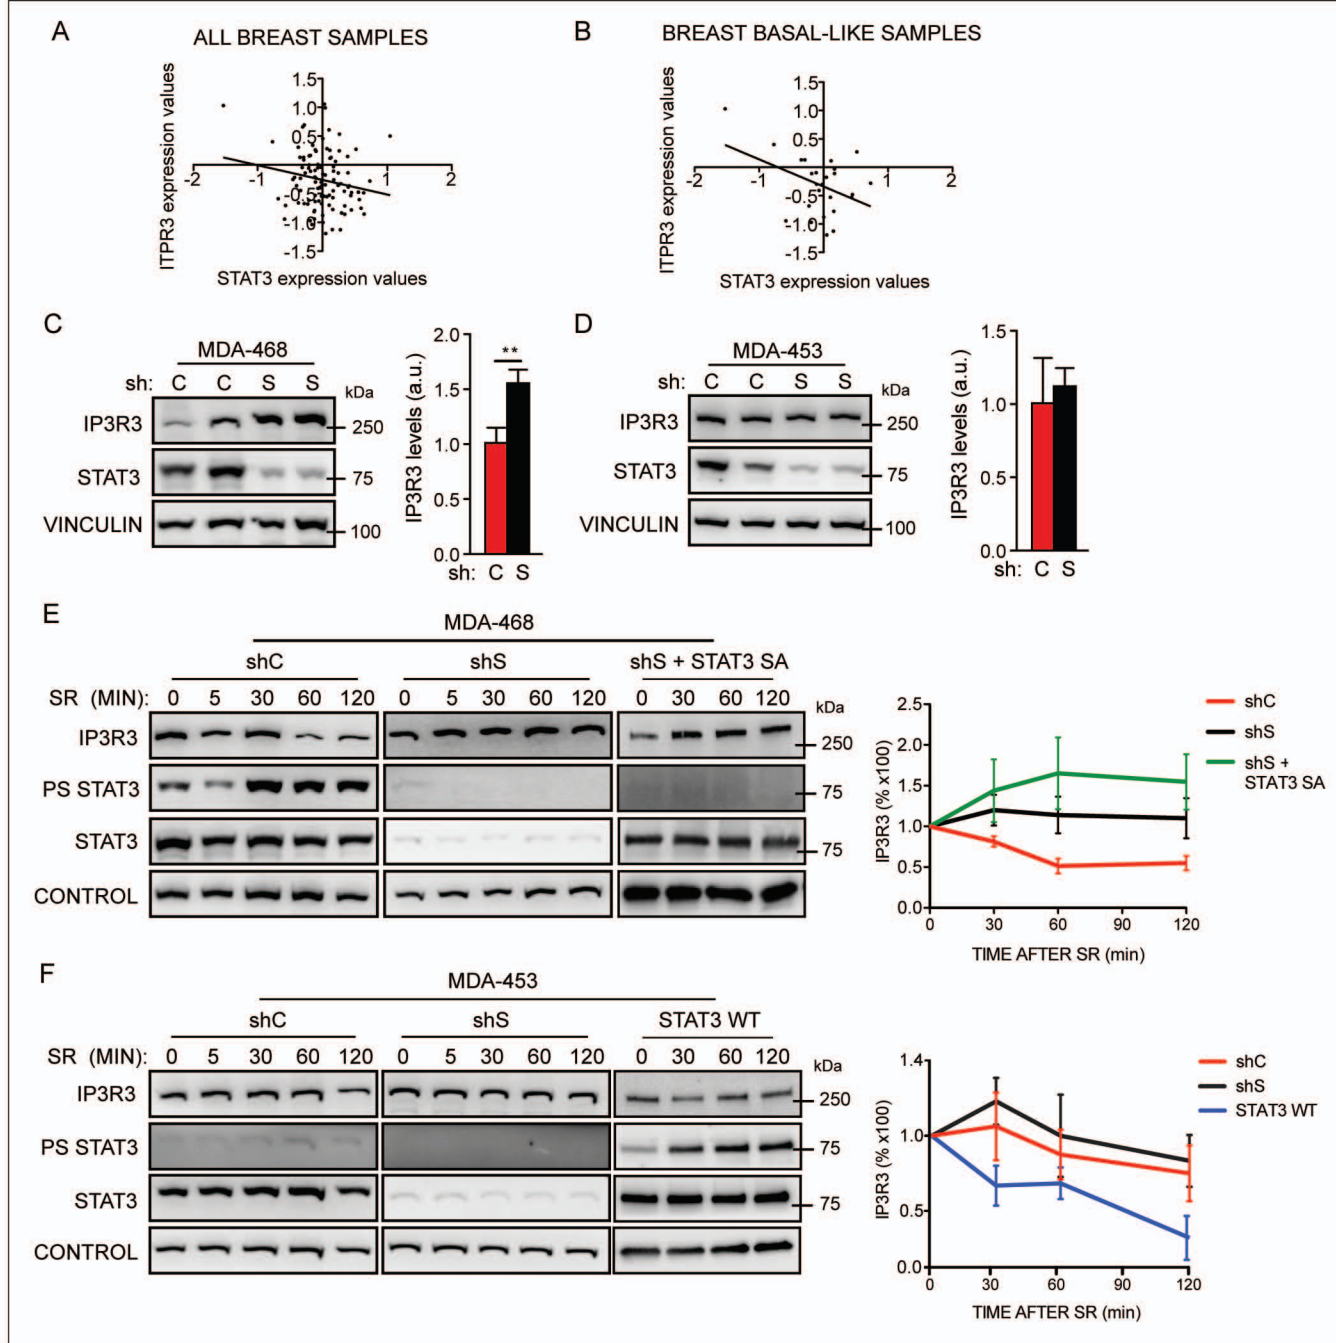 A
ALL BREAST SAMPLES
ITPR3 expression values
1.5
1.0
0.5
-2 -1 1 2
-0.5
-1.0
-1.5
STAT3 expression values
B
BREAST BASAL-LIKE SAMPLES
ITPR3 expression values
1.5
1.0
0.5
-2 -1 1 2
-0.5
-1.0
-1.5
STAT3 expression values
C
MDA-468
sh: C C S S kDa
IP3R3 250
STAT3 75
VINCULIN 100
IP3R3 levels (a.u.)
2.0
1.5
1.0
0.5
0.0
**
sh: C S
D
MDA-453
sh: C C S S kDa
IP3R3 250
STAT3 75
VINCULIN 100
IP3R3 levels (a.u.)
1.5
1.0
0.5
0.0
sh: C S
E
MDA-468
shC shS shS + STAT3 SA
SR (MIN): 0 5 30 60 120 0 5 30 60 120 0 30 60 120 kDa
IP3R3 250
PS STAT3 75
STAT3 75
CONTROL
IP3R3 (% x100)
2.5
2.0
1.5
1.0
0.5
0.0
0 30 60 90 120
TIME AFTER SR (min)
shC
shS
shS +
STAT3 SA
F
MDA-453
shC shS STAT3 WT
SR (MIN): 0 5 30 60 120 0 5 30 60 120 0 30 60 120 kDa
IP3R3 250
PS STAT3 75
STAT3 75
CONTROL
IP3R3 (% x100)
1.4
1.0
0.5
0.0
0 30 60 90 120
TIME AFTER SR (min)
shC
shS
STAT3 WT